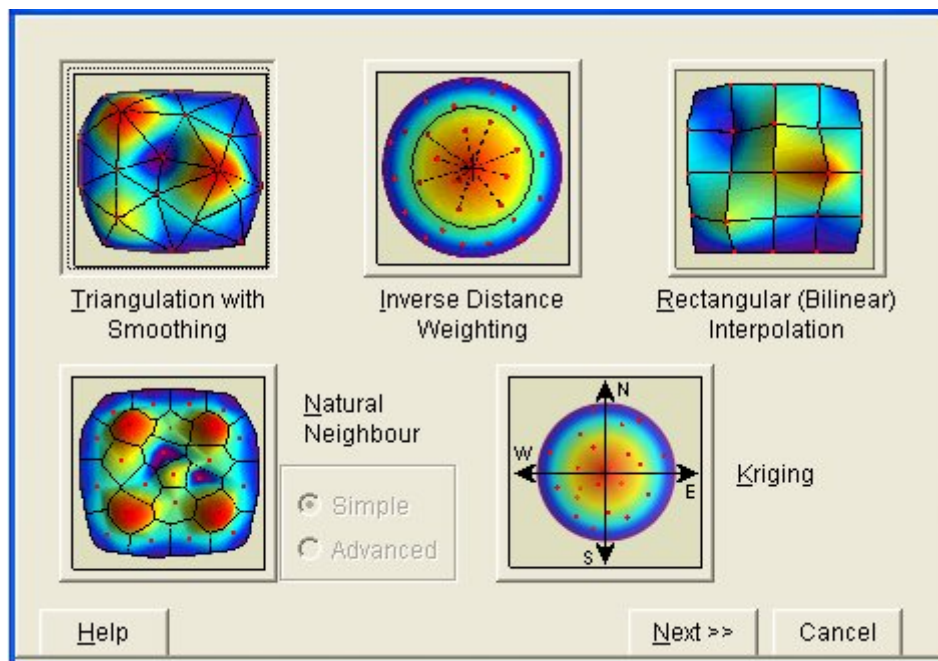 Triangulation with
Smoothing
Inverse Distance
Weighting
Rectangular (Bilinear)
Interpolation
Natural
Neighbour
Simple
Advanced
N
W
E
S
Kriging
Help
Next >>
Cancel